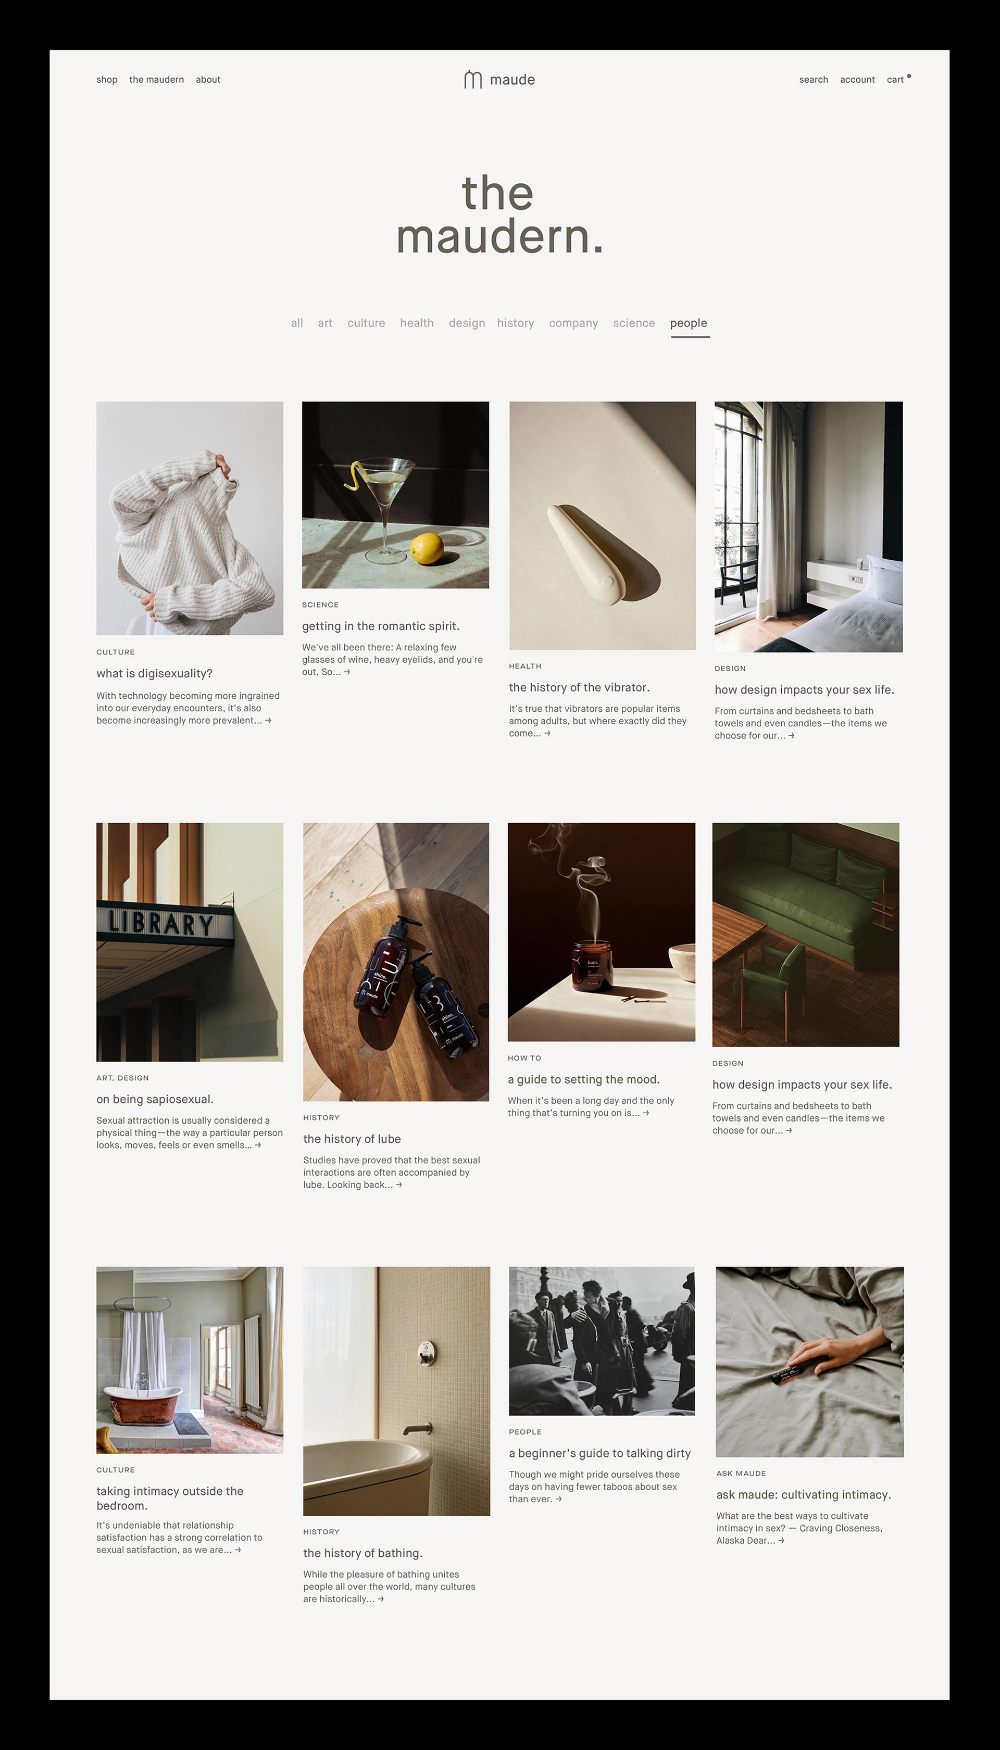 shop the maudern about
maude
search account cart
the
maudern.
all art culture health design history company science people
CULTURE
what is digisexuality?
With technology becoming more ingrained
into our everyday encounters, it's also
become increasingly more prevalent... →
SCIENCE
getting in the romantic spirit.
We've all been there: A relaxing few
glasses of wine, heavy eyelids, and you're
out. So... →
HEALTH
the history of the vibrator.
It's true that vibrators are popular items
among adults, but where exactly did they
come... →
DESIGN
how design impacts your sex life.
From curtains and bedsheets to bath
towels and even candles—the items we
choose for our... →
LIBRARY
ART, DESIGN
on being sapiosexual.
Sexual attraction is usually considered a
physical thing—the way a particular person
looks, moves, feels or even smells... →
shine.
maude
shine.
maude
HISTORY
the history of lube
Studies have proved that the best sexual
interactions are often accompanied by
lube. Looking back... →
burn.
HOW TO
a guide to setting the mood.
When it's been a long day and the only
thing that's turning you on is... →
DESIGN
how design impacts your sex life.
From curtains and bedsheets to bath
towels and even candles—the items we
choose for our... →
CULTURE
taking intimacy outside the
bedroom.
It's undeniable that relationship
satisfaction has a strong correlation to
sexual satisfaction, as we are... →
HISTORY
the history of bathing.
While the pleasure of bathing unites
people all over the world, many cultures
are historically... →
PEOPLE
a beginner's guide to talking dirty
Though we might pride ourselves these
days on having fewer taboos about sex
than ever. →
ASK MAUDE
ask maude: cultivating intimacy.
What are the best ways to cultivate
intimacy in sex? — Craving Closeness,
Alaska Dear... →